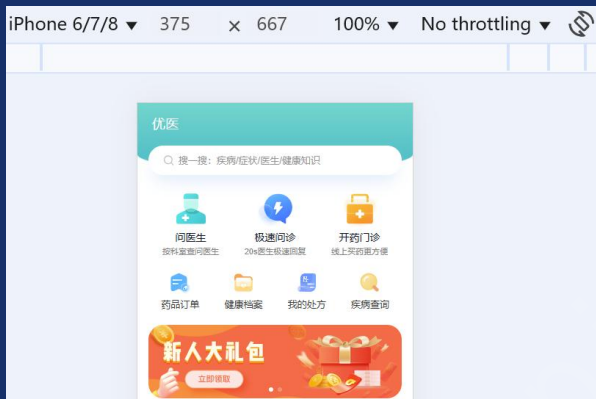 iPhone 6/7/8 ▼ 375 × 667 100% ▼ No throttling ▼
优医
搜一搜：疾病/症状/医生/健康知识
问医生 极速问诊 开药门诊
按科室查问医生 20s医生极速回复 线上买药更方便
药品订单 健康档案 我的处方 疾病查询
新人大礼包
立即领取